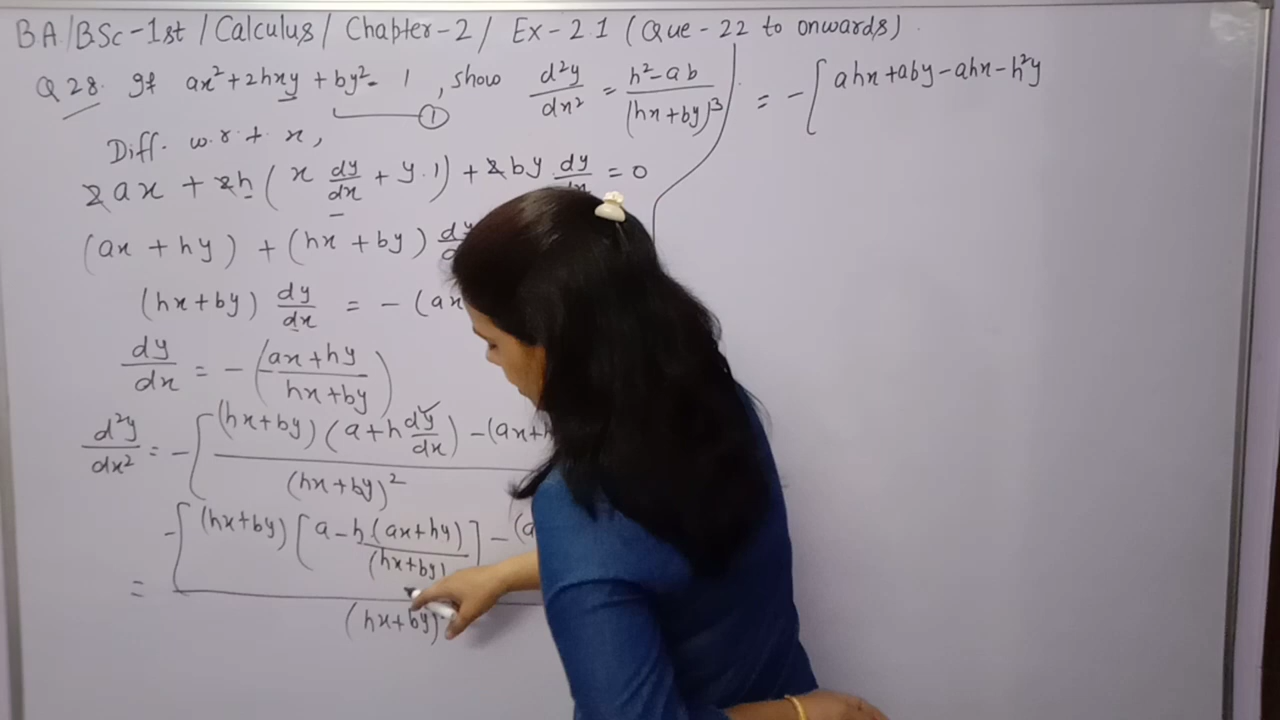 BA/BSc-1st / Calculus / Chapter-2 / Ex-2.1 (Que-22 to onwards).
Q28. If ax²+2hxy+by²=1, show d²y/dx² = h²-ab/(hx+by)³
①
Diff. w.r.t x,
2ax + 2h(x dy/dx + y.1) + 2by dy/dx = 0
(ax + hy) + (hx + by) dy
(hx+by) dy/dx = - (ax
dy/dx = - (ax+hy/hx+by)
d²y/dx² = - [(hx+by) (a+h dy/dx) - (ax+h
(hx+by)²
= - [(hx+by) [a-h.(ax+hy)/(hx+by)] - (a
(hx+by)
= - [ahx+aby-ahx-h²y